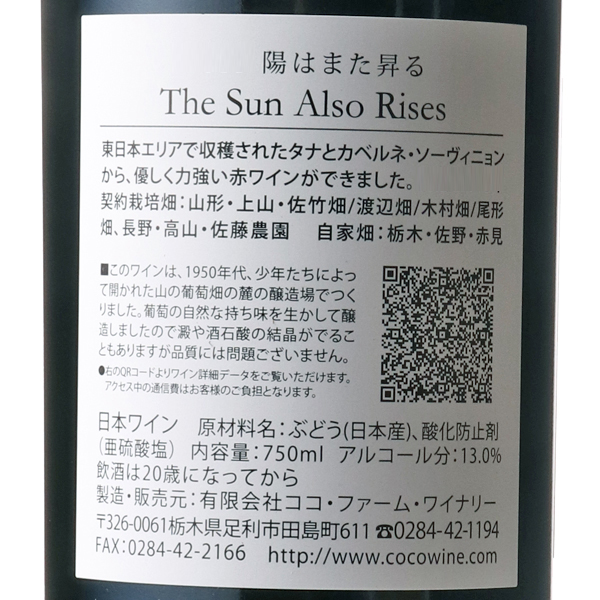 陽はまた昇る
The Sun Also Rises
東日本エリアで収穫されたタナとカベルネ・ソーヴィニョン
から、優しく力強い赤ワインができました。
契約栽培畑：山形・上山・佐竹畑/渡辺畑/木村畑/尾形
畑、長野・高山・佐藤農園　自家畑：栃木・佐野・赤見
■このワインは、1950年代、少年たちによっ
て開かれた山の葡萄畑の麓の醸造場でつく
りました。葡萄の自然な持ち味を生かして醸
造しましたので澱や酒石酸の結晶がでるこ
ともありますが品質には問題ございません。
●右のQRコードよりワイン詳細データをご覧いただけます。
アクセス中の通信費はお客様のご負担となります。
日本ワイン　原材料名：ぶどう(日本産)、酸化防止剤
（亜硫酸塩）　内容量：750ml　アルコール分：13.0%
飲酒は20歳になってから
製造・販売元：有限会社ココ・ファーム・ワイナリー
〒326-0061栃木県足利市田島町611 ☎0284-42-1194
FAX：0284-42-2166　http://www.cocowine.com